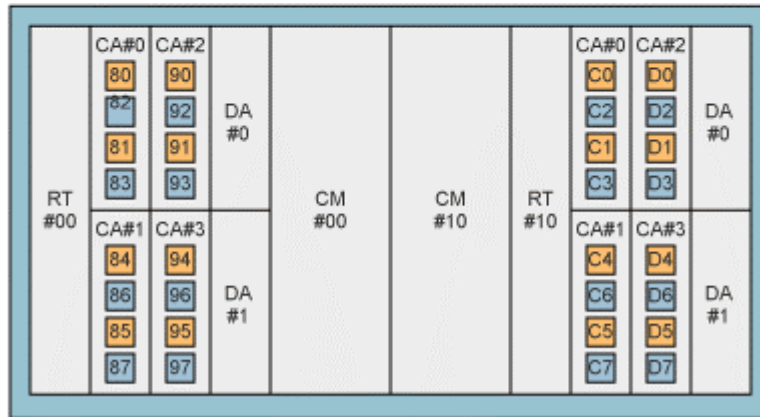 CA#0 CA#2
80 90
82 92
81 91
83 93
DA
#0
RT
#00
CA#1 CA#3
84 94
86 96
85 95
87 97
DA
#1
CM
#00
CM
#10
RT
#10
CA#0 CA#2
C0 D0
C2 D2
C1 D1
C3 D3
DA
#0
CA#1 CA#3
C4 D4
C6 D6
C5 D5
C7 D7
DA
#1